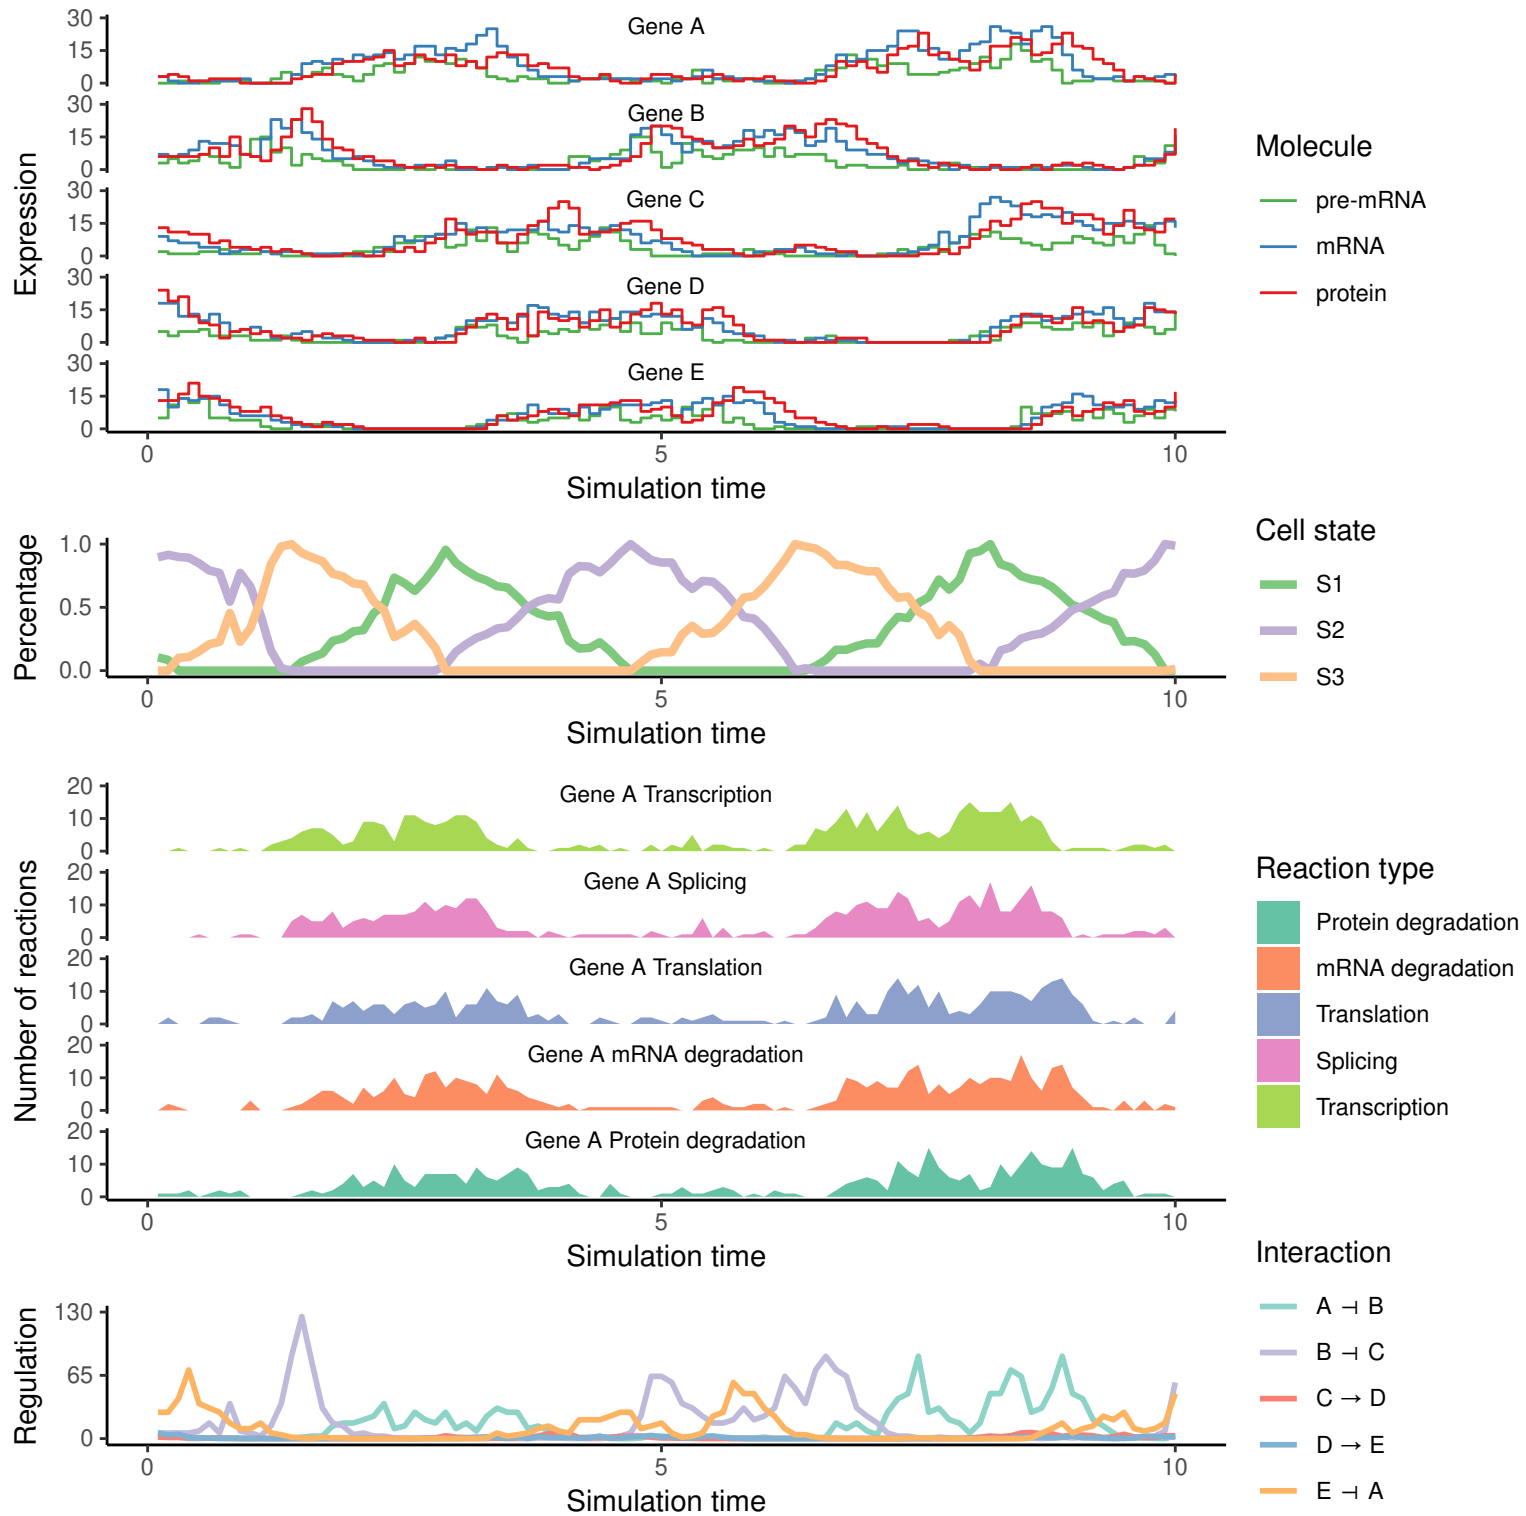 Expression
30
15
0
Gene A
30
15
0
Gene B
30
15
0
Gene C
30
15
0
Gene D
30
15
0
Gene E
0
5
10
Simulation time
Molecule
pre-mRNA
mRNA
protein
Percentage
1.0
0.5
0.0
0
5
10
Simulation time
Cell state
S1
S2
S3
Number of reactions
20
10
0
Gene A Transcription
20
10
0
Gene A Splicing
20
10
0
Gene A Translation
20
10
0
Gene A mRNA degradation
20
10
0
Gene A Protein degradation
0
5
10
Simulation time
Reaction type
Protein degradation
mRNA degradation
Translation
Splicing
Transcription
Regulation
130
65
0
0
5
10
Simulation time
Interaction
A ⊣ B
B ⊣ C
C → D
D → E
E ⊣ A